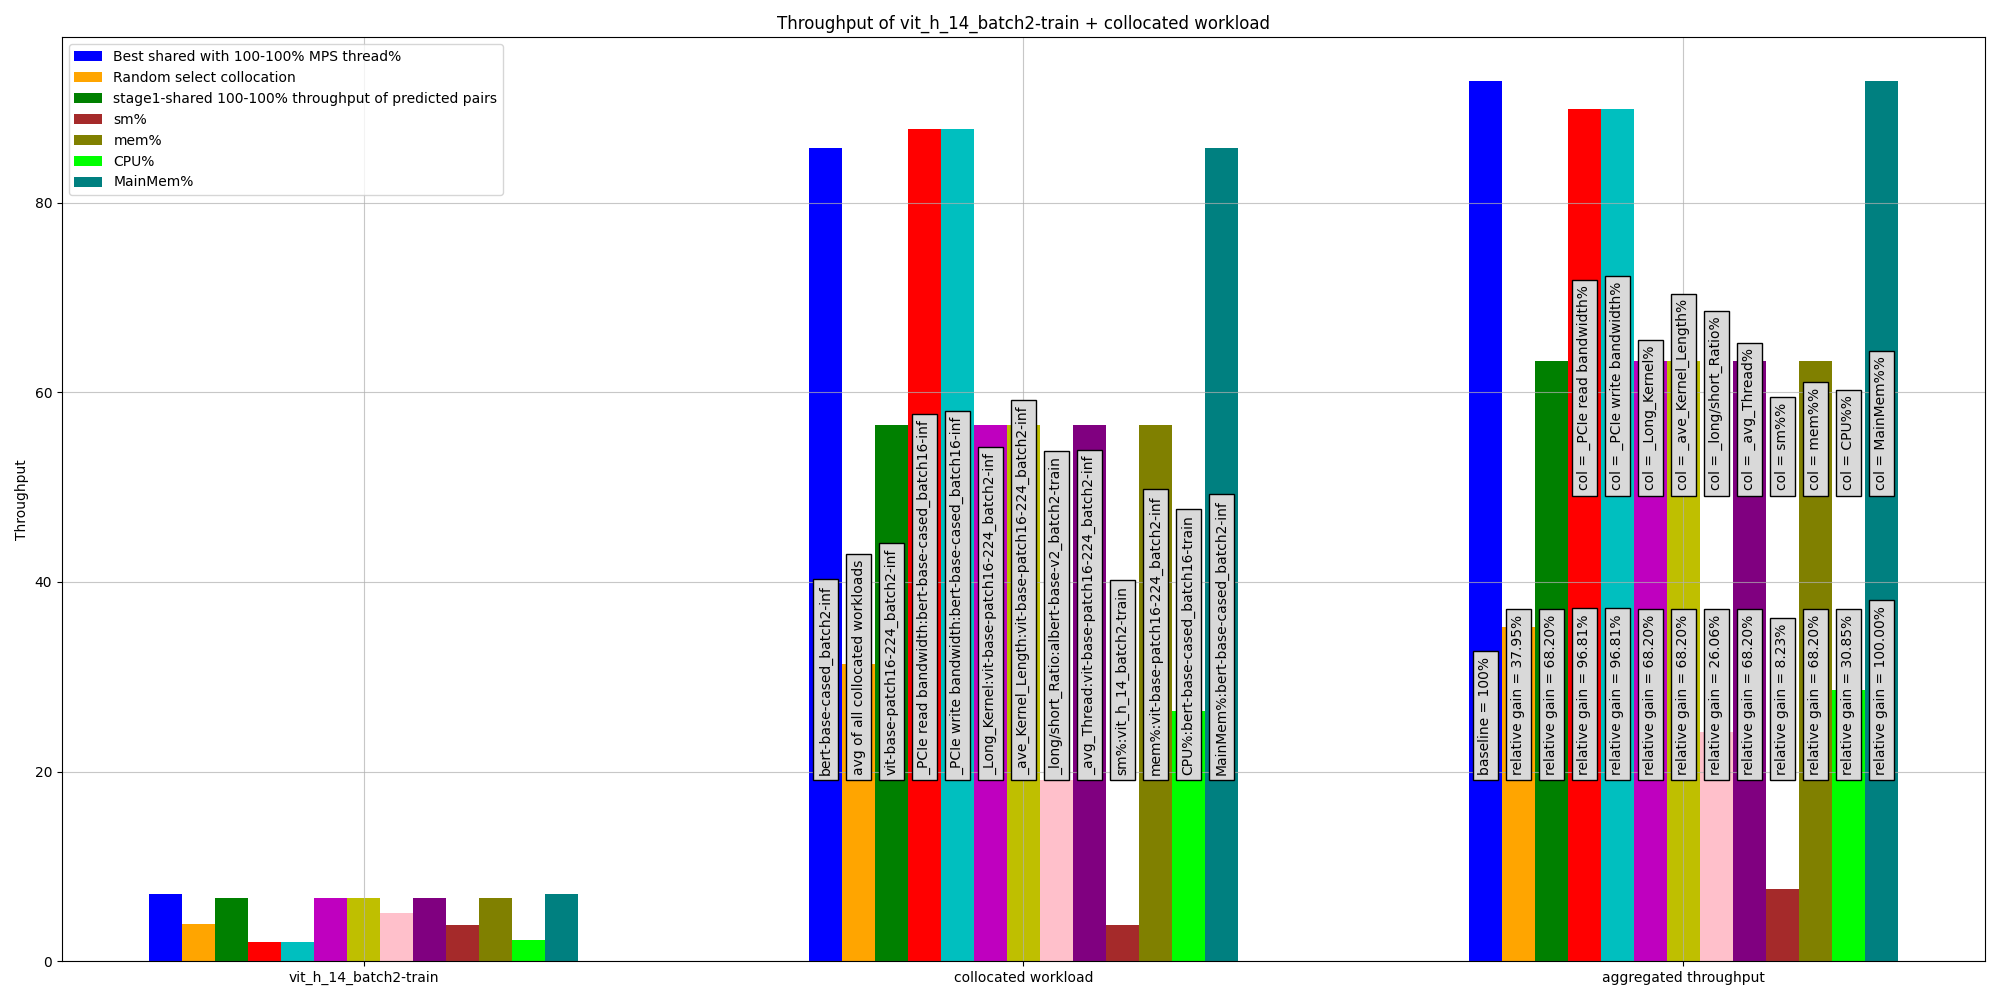 Throughput of vit_h_14_batch2-train + collocated workload
Best shared with 100-100% MPS thread%
Random select collocation
stage1-shared 100-100% throughput of predicted pairs
sm%
mem%
CPU%
MainMem%
Throughput
80
60
40
20
0
bert-base-cased_batch2-inf
avg of all collocated workloads
vit-base-patch16-224_batch2-inf
_PCIe read bandwidth:bert-base-cased_batch16-inf
_PCIe write bandwidth:bert-base-cased_batch16-inf
_Long_Kernel:vit-base-patch16-224_batch2-inf
_ave_Kernel_Length:vit-base-patch16-224_batch2-inf
_long/short_Ratio:albert-base-v2_batch2-train
_avg_Thread:vit-base-patch16-224_batch2-inf
sm%:vit_h_14_batch2-train
mem%:vit-base-patch16-224_batch2-inf
CPU%:bert-base-cased_batch16-train
MainMem%:bert-base-cased_batch2-inf
col = _PCIe read bandwidth%
col = _PCIe write bandwidth%
col = _Long_Kernel%
col = _ave_Kernel_Length%
col = _long/short_Ratio%
col = _avg_Thread%
col = sm%%
col = mem%%
col = CPU%%
col = MainMem%%
baseline = 100%
relative gain = 37.95%
relative gain = 68.20%
relative gain = 96.81%
relative gain = 96.81%
relative gain = 68.20%
relative gain = 68.20%
relative gain = 26.06%
relative gain = 68.20%
relative gain = 8.23%
relative gain = 68.20%
relative gain = 30.85%
relative gain = 100.00%
vit_h_14_batch2-train
collocated workload
aggregated throughput